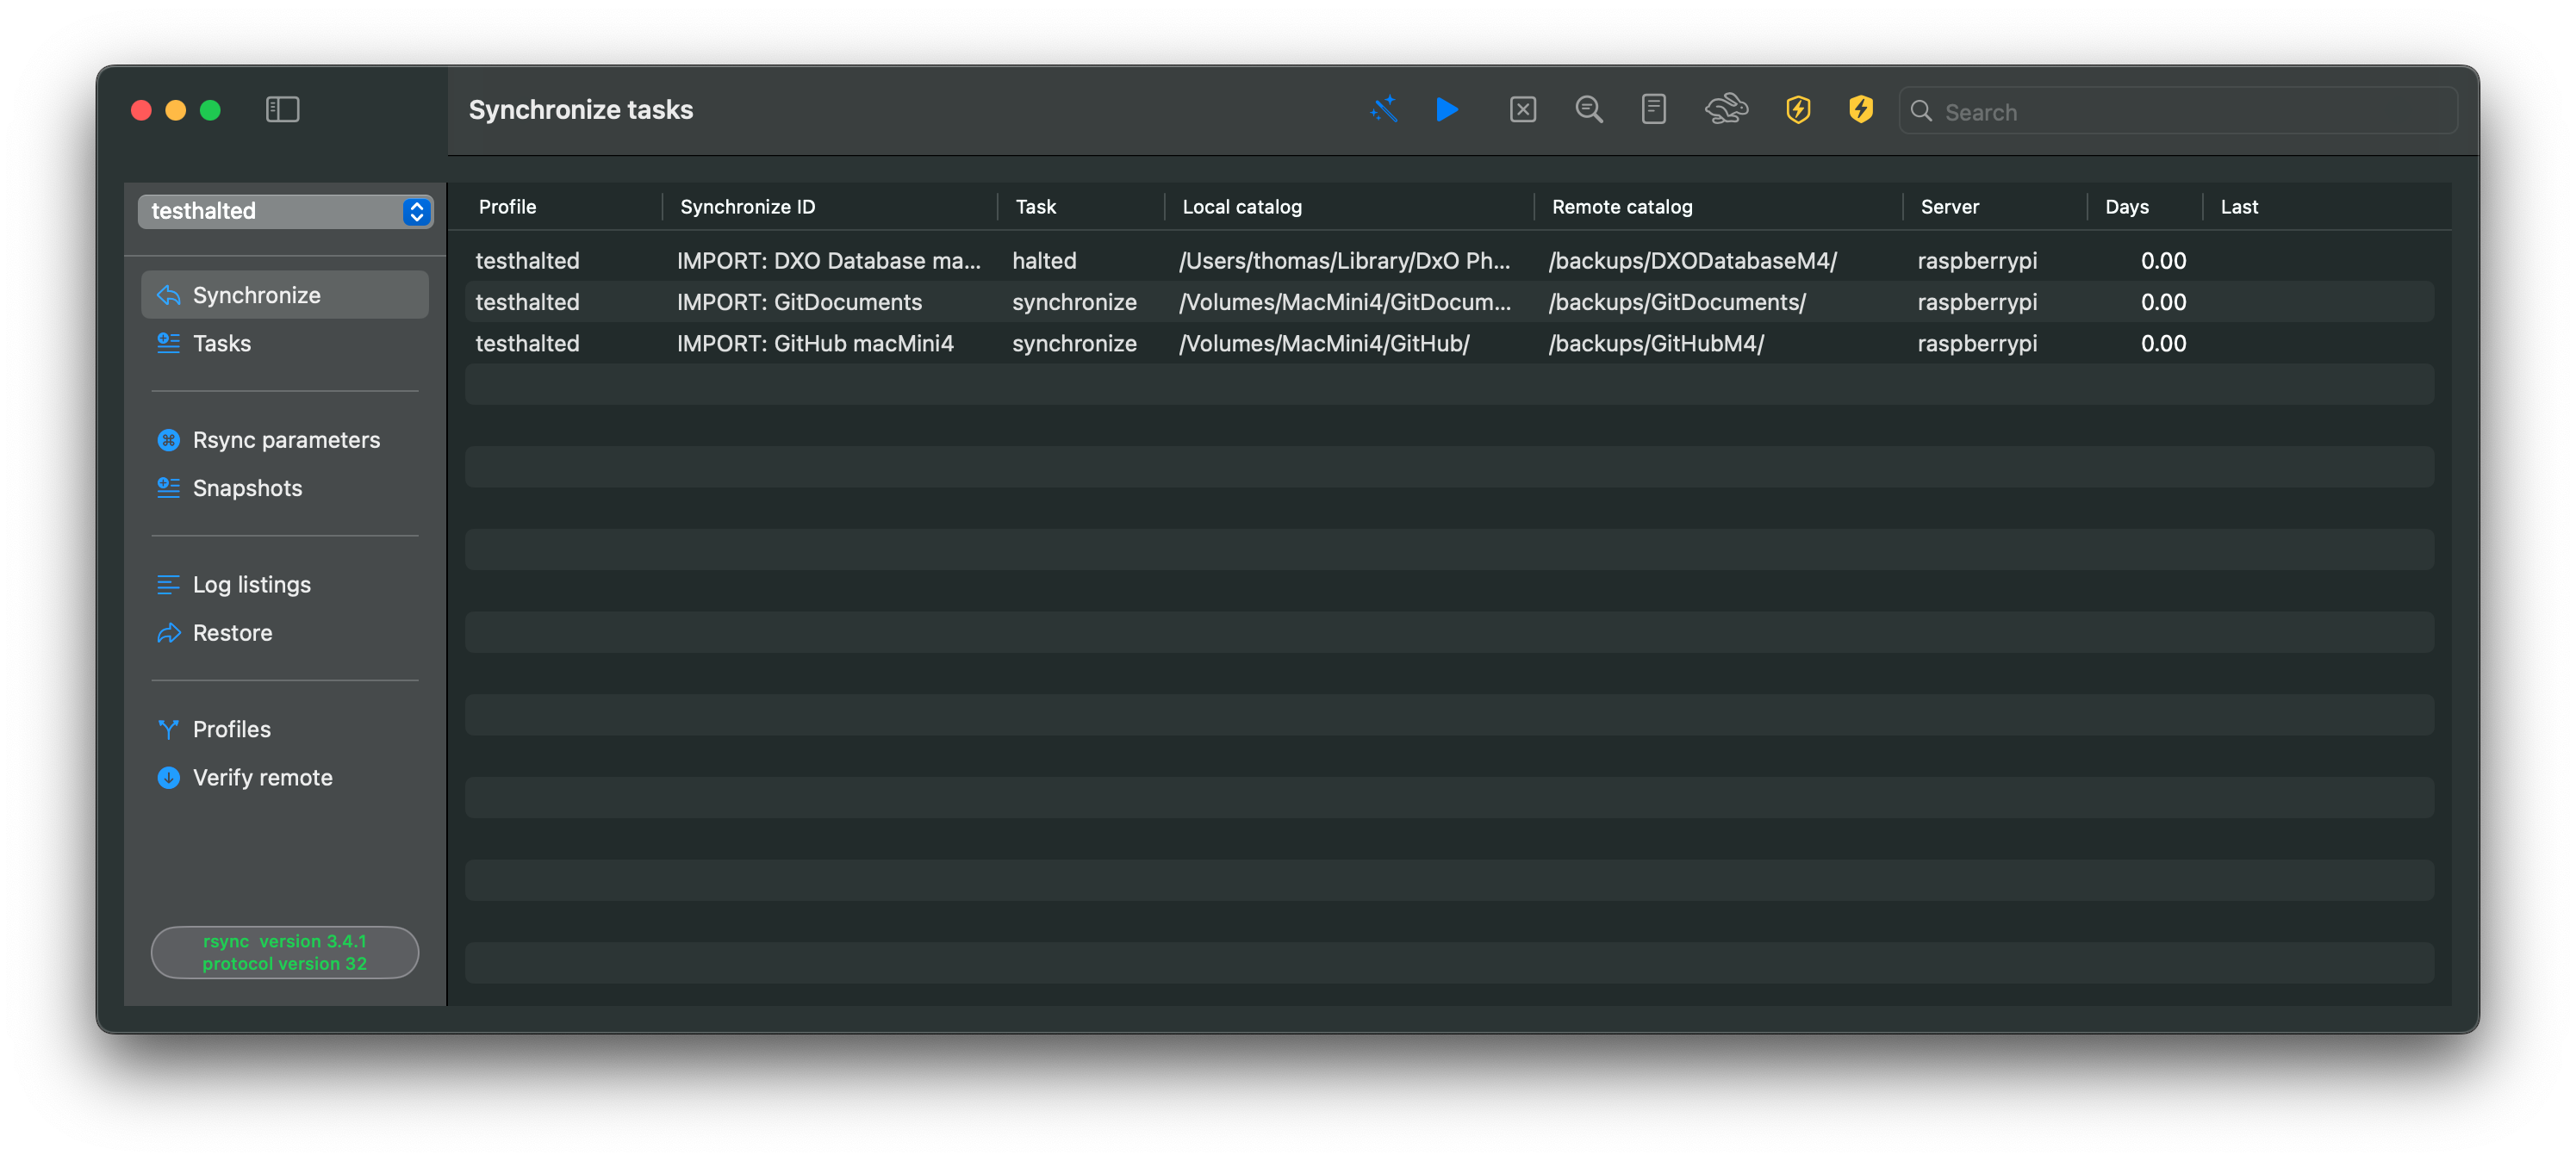 Synchronize tasks
Search
testhalted
Synchronize
Tasks
Rsync parameters
Snapshots
Log listings
Restore
Profiles
Verify remote
rsync  version 3.4.1
protocol version 32
Profile Synchronize ID Task Local catalog Remote catalog Server Days Last
testhalted IMPORT: DXO Database ma... halted /Users/thomas/Library/DxO Ph... /backups/DXODatabaseM4/ raspberrypi 0.00
testhalted IMPORT: GitDocuments synchronize /Volumes/MacMini4/GitDocum... /backups/GitDocuments/ raspberrypi 0.00
testhalted IMPORT: GitHub macMini4 synchronize /Volumes/MacMini4/GitHub/ /backups/GitHubM4/ raspberrypi 0.00